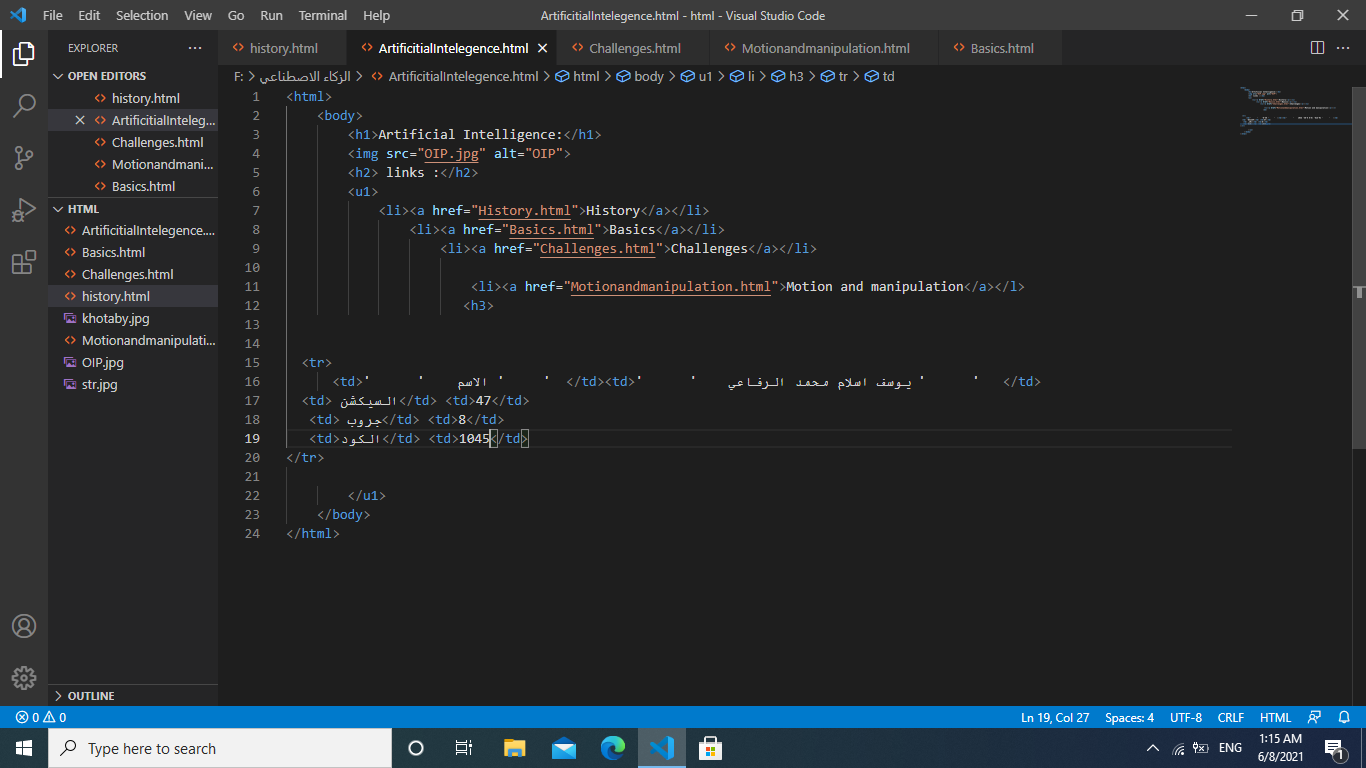 File Edit Selection View Go Run Terminal Help ArtificitialIntelegence.html - html - Visual Studio Code
EXPLORER ... history.html ArtificitialIntelegence.html Challenges.html Motionandmanipulation.html Basics.html ...
OPEN EDITORS
history.html
ArtificitialInteleg...
Challenges.html
Motionandmani...
Basics.html
HTML
ArtificitialIntelegence....
Basics.html
Challenges.html
history.html
khotaby.jpg
Motionandmanipulati...
OIP.jpg
str.jpg
OUTLINE
F: > الزكاء الاصطناعى > ArtificitialIntelegence.html > html > body > u1 > li > h3 > tr > td
1 <html>
2 <body>
3 <h1>Artificial Intelligence:</h1>
4 <img src="OIP.jpg" alt="OIP">
5 <h2> links :</h2>
6 <u1>
7 <li><a href="History.html">History</a></li>
8 <li><a href="Basics.html">Basics</a></li>
9 <li><a href="Challenges.html">Challenges</a></li>
10
11 <li><a href="Motionandmanipulation.html">Motion and manipulation</a></l>
12 <h3>
13
14
15 <tr>
16 <td>' ' الاسم ' ' </td><td>' ' يوسف اسلام محمد الرفاعي ' ' </td>
17 <td> السيكشن</td> <td>47</td>
18 <td> جروب</td> <td>8</td>
19 <td>الكود</td> <td>1045</td>
20 </tr>
21
22 </u1>
23 </body>
24 </html>
0 0 Ln 19, Col 27 Spaces: 4 UTF-8 CRLF HTML
Type here to search ENG 1:15 AM
6/8/2021 1